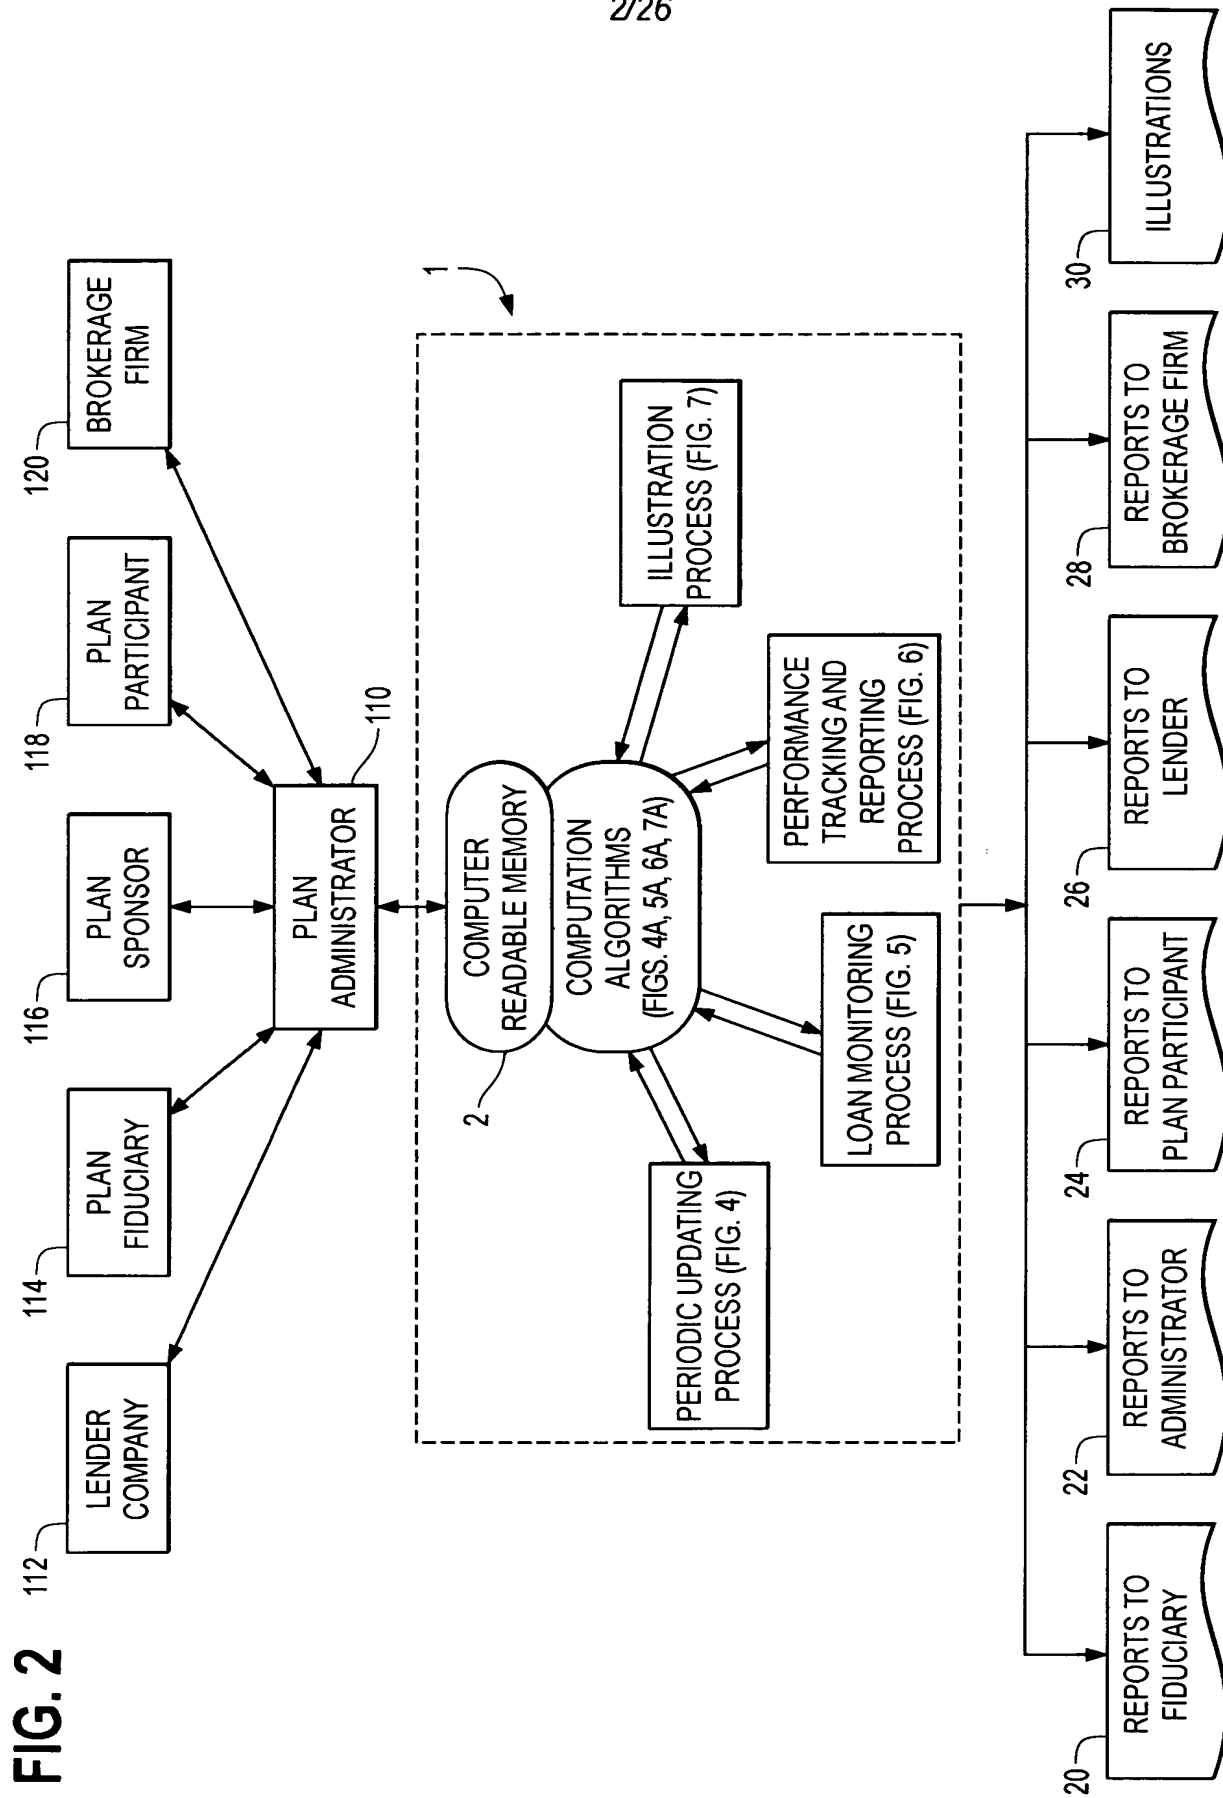 2/26
FIG. 2
112
LENDER
COMPANY
114
PLAN
FIDUCIARY
116
PLAN
SPONSOR
118
PLAN
PARTICIPANT
120
BROKERAGE
FIRM
PLAN
ADMINISTRATOR
110
1
COMPUTER
READABLE MEMORY
2
COMPUTATION
ALGORITHMS
(FIGS. 4A, 5A, 6A, 7A)
PERIODIC UPDATING
PROCESS (FIG. 4)
LOAN MONITORING
PROCESS (FIG. 5)
PERFORMANCE
TRACKING AND
REPORTING
PROCESS (FIG. 6)
ILLUSTRATION
PROCESS (FIG. 7)
20
REPORTS TO
FIDUCIARY
22
REPORTS TO
ADMINISTRATOR
24
REPORTS TO
PLAN PARTICIPANT
26
REPORTS TO
LENDER
28
REPORTS TO
BROKERAGE FIRM
30
ILLUSTRATIONS